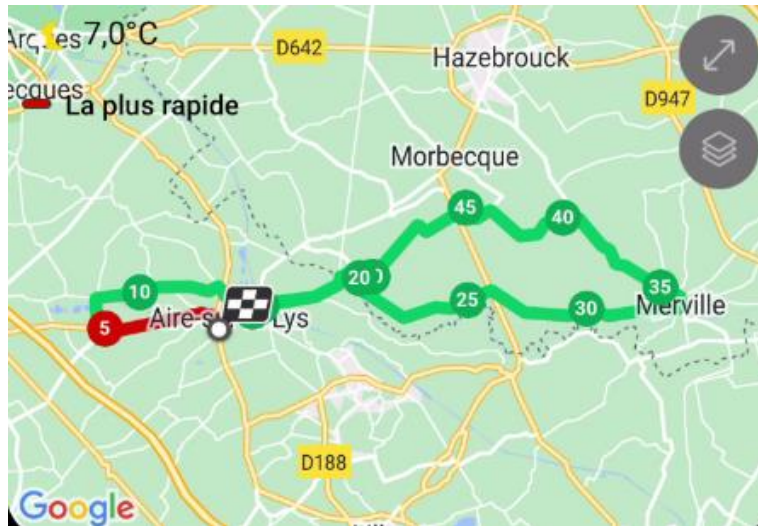 7,0°C
D642
Hazebrouck
La plus rapide
D947
Morbecque
45
40
10
20
35
5
Aire-s
Lys
25
30
Merville
D188
Google